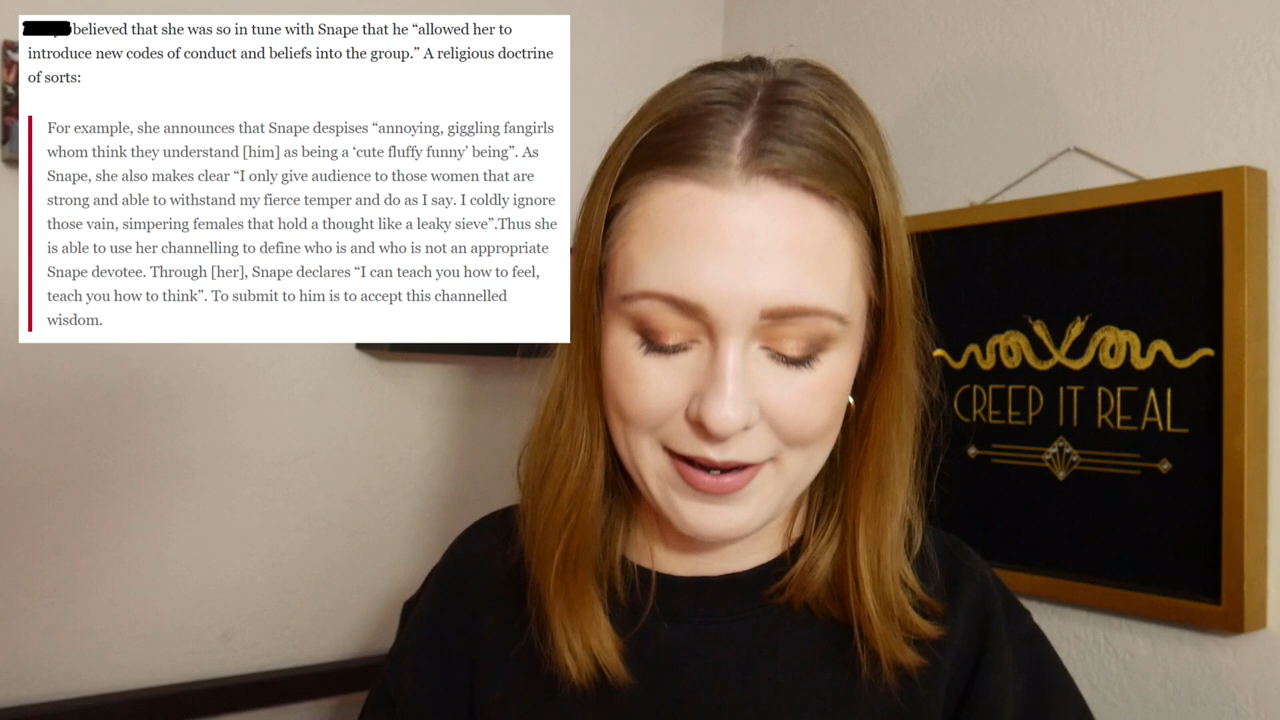 believed that she was so in tune with Snape that he “allowed her to
introduce new codes of conduct and beliefs into the group.” A religious doctrine
of sorts:
For example, she announces that Snape despises “annoying, giggling fangirls
whom think they understand [him] as being a ‘cute fluffy funny’ being”. As
Snape, she also makes clear “I only give audience to those women that are
strong and able to withstand my fierce temper and do as I say. I coldly ignore
those vain, simpering females that hold a thought like a leaky sieve”.Thus she
is able to use her channelling to define who is and who is not an appropriate
Snape devotee. Through [her], Snape declares “I can teach you how to feel,
teach you how to think”. To submit to him is to accept this channelled
wisdom.
CREEP IT REAL